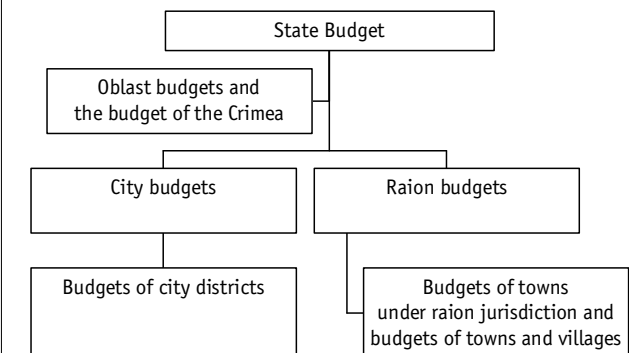 State Budget
Oblast budgets and
the budget of the Crimea
City budgets
Raion budgets
Budgets of city districts
Budgets of towns
under raion jurisdiction and
budgets of towns and villages